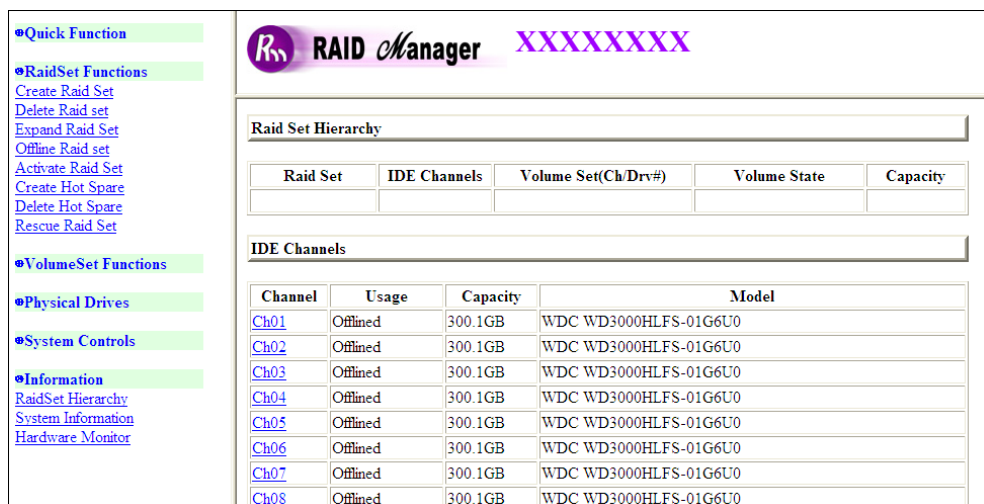 Quick Function
RaidSet Functions
Create Raid Set
Delete Raid set
Expand Raid Set
Offline Raid set
Activate Raid Set
Create Hot Spare
Delete Hot Spare
Rescue Raid Set
VolumeSet Functions
Physical Drives
System Controls
Information
RaidSet Hierarchy
System Information
Hardware Monitor
Rm RAID Manager XXXXXXXX
Raid Set Hierarchy
Raid Set IDE Channels Volume Set(Ch/Drv#) Volume State Capacity
IDE Channels
Channel Usage Capacity Model
Ch01 Offlined 300.1GB WDC WD3000HLFS-01G6U0
Ch02 Offlined 300.1GB WDC WD3000HLFS-01G6U0
Ch03 Offlined 300.1GB WDC WD3000HLFS-01G6U0
Ch04 Offlined 300.1GB WDC WD3000HLFS-01G6U0
Ch05 Offlined 300.1GB WDC WD3000HLFS-01G6U0
Ch06 Offlined 300.1GB WDC WD3000HLFS-01G6U0
Ch07 Offlined 300.1GB WDC WD3000HLFS-01G6U0
Ch08 Offlined 300.1GB WDC WD3000HLFS-01G6U0